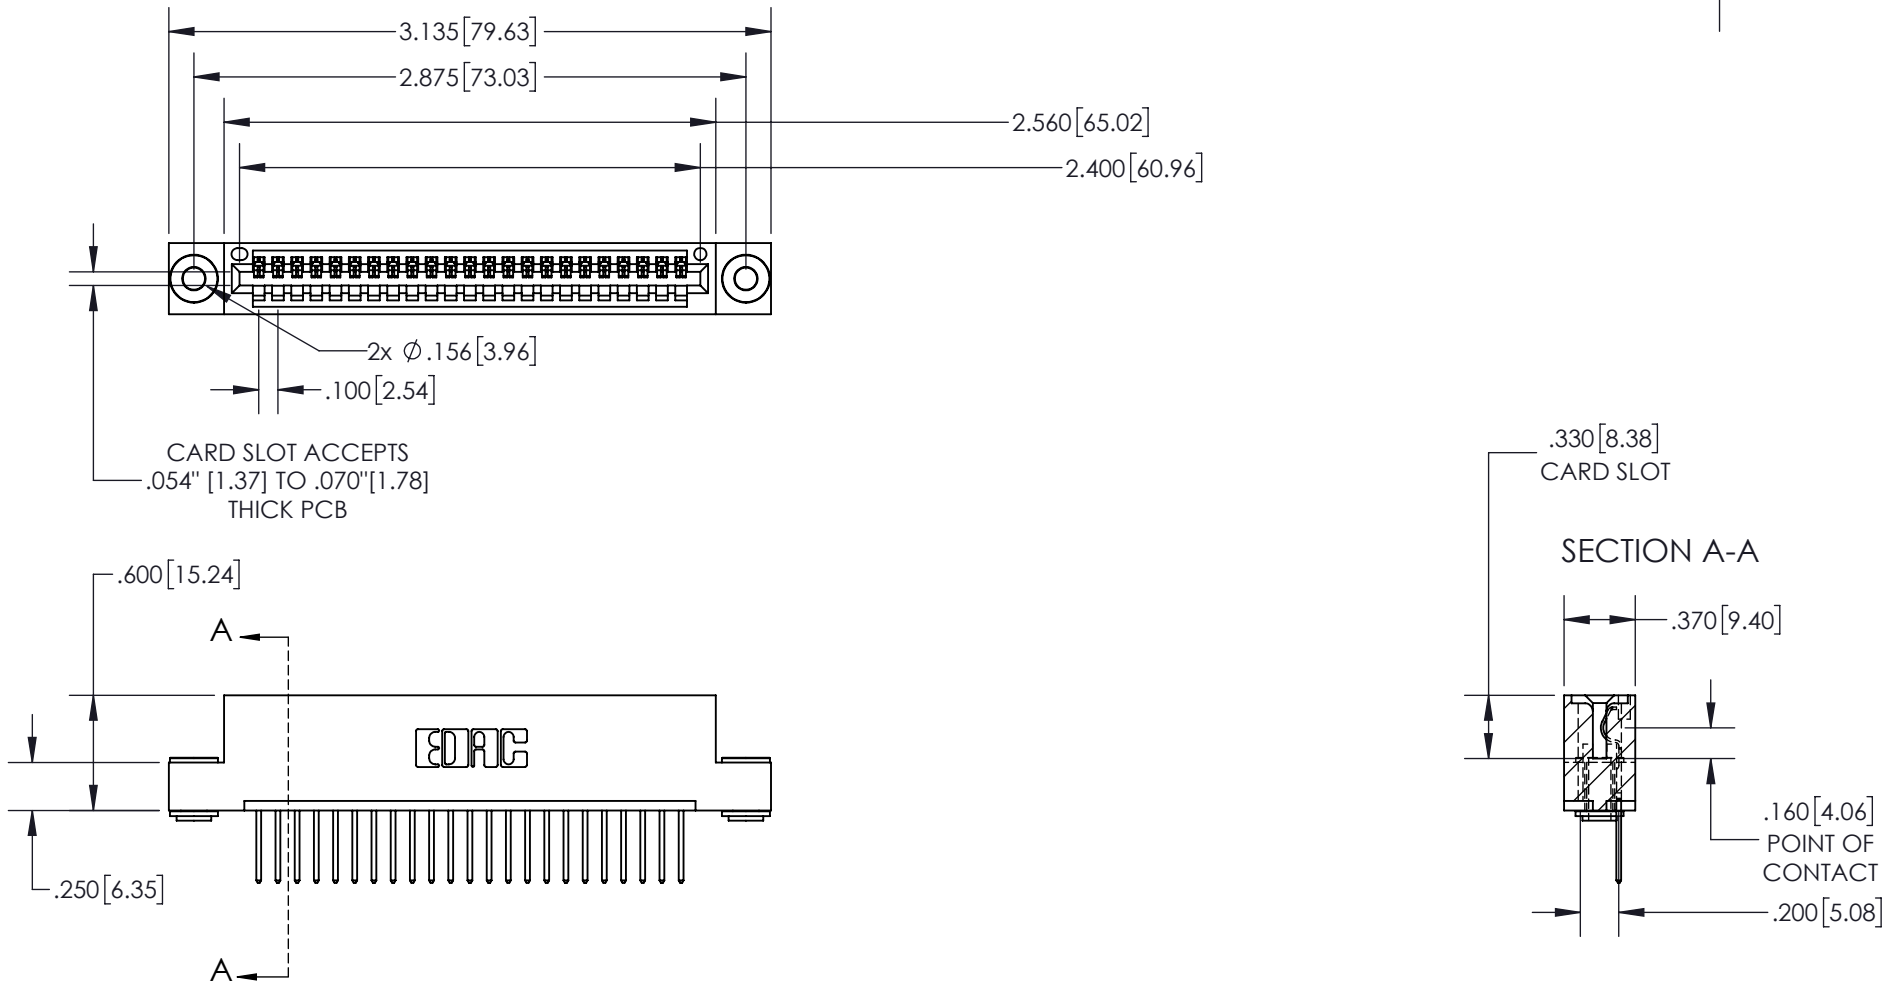 3.135[79.63]
2.875[73.03]
2.560[65.02]
2.400[60.96]
2x Ø.156[3.96]
.100[2.54]
CARD SLOT ACCEPTS
.054" [1.37] TO .070"[1.78]
THICK PCB
.330[8.38]
CARD SLOT
SECTION A-A
.600[15.24]
.370[9.40]
A
EDAC
.160[4.06]
POINT OF
CONTACT
.250[6.35]
.200[5.08]
A